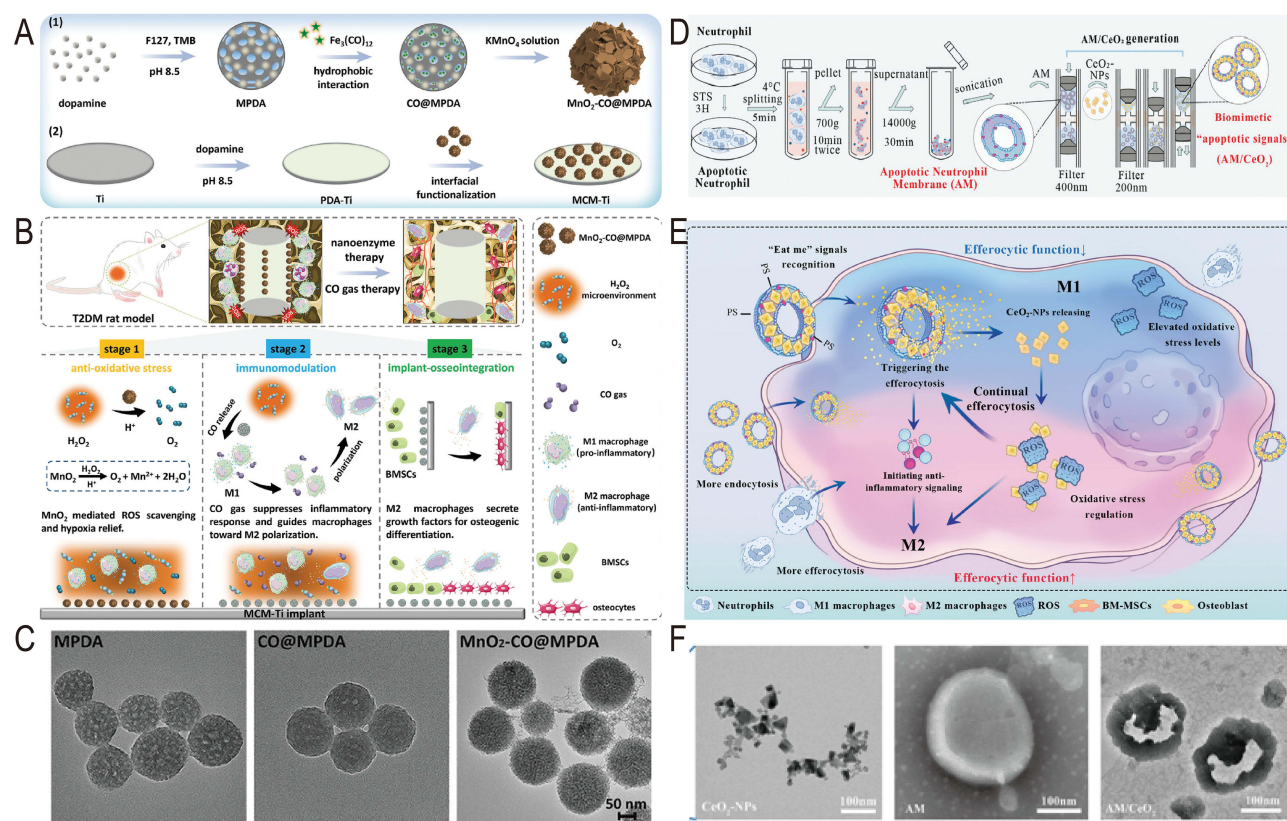 A
(1)
F127, TMB
pH 8.5
Fe3(CO)12
hydrophobic
interaction
KMnO4 solution
dopamine
MPDA
CO@MPDA
MnO2-CO@MPDA
(2)
dopamine
pH 8.5
interfacial
functionalization
Ti
PDA-Ti
MCM-Ti
B
T2DM rat model
nanoenzyme
therapy
CO gas therapy
MnO2-CO@MPDA
H2O2
microenvironment
O2
CO gas
M1 macrophage
(pro-inflammatory)
M2 macrophage
(anti-inflammatory)
BMSCs
osteocytes
stage 1
anti-oxidative stress
H2O2
H+
O2
MnO2 H2O2 H+ O2 + Mn2+ + 2H2O
MnO2 mediated ROS scavenging
and hypoxia relief.
stage 2
immunomodulation
CO release
M1
M2
polarization
CO gas suppresses inflammatory
response and guides macrophages
toward M2 polarization.
stage 3
implant-osseointegration
BMSCs
M2 macrophages secrete
growth factors for osteogenic
differentiation.
MCM-Ti implant
C
MPDA
CO@MPDA
MnO2-CO@MPDA
50 nm
D
Neutrophil
STS
3H
Apoptotic
Neutrophil
4°C
splitting
5min
pellet
700g
10min
twice
supernatant
14000g
30min
sonication
Apoptotic Neutrophil
Membrane (AM)
AM/CeO2 generation
AM
CeO2-
NPs
Filter
400nm
Filter
200nm
Biomimetic
"apoptotic signals
(AM/CeO2)
E
"Eat me" signals
recognition
PS
PS
PS
Efferocytic function↓
M1
CeO2-NPs releasing
ROS
ROS
ROS
Elevated oxidative
stress levels
Triggering the
efferocytosis
Continual
efferocytosis
Initiating anti-
inflammatory signaling
ROS
ROS
ROS
Oxidative stress
regulation
More endocytosis
More efferocytosis
M2
Efferocytic function↑
Neutrophils
M1 macrophages
M2 macrophages
ROS
ROS
BM-MSCs
Osteoblast
F
CeO2-NPs
100nm
AM
100nm
AM/CeO2
100nm